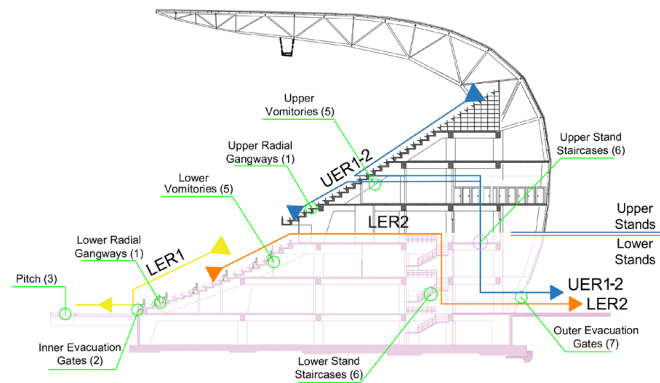 Upper
Vomitories (5)
Upper Radial
Gangways (1)
UER1-2
Upper Stand
Staircases (6)
Lower
Vomitories (5)
LER2
Upper
Stands
Lower
Stands
Lower Radial
Gangways (1)
LER1
Pitch (3)
UER1-2
LER2
Inner Evacuation
Gates (2)
Lower Stand
Staircases (6)
Outer Evacuation
Gates (7)